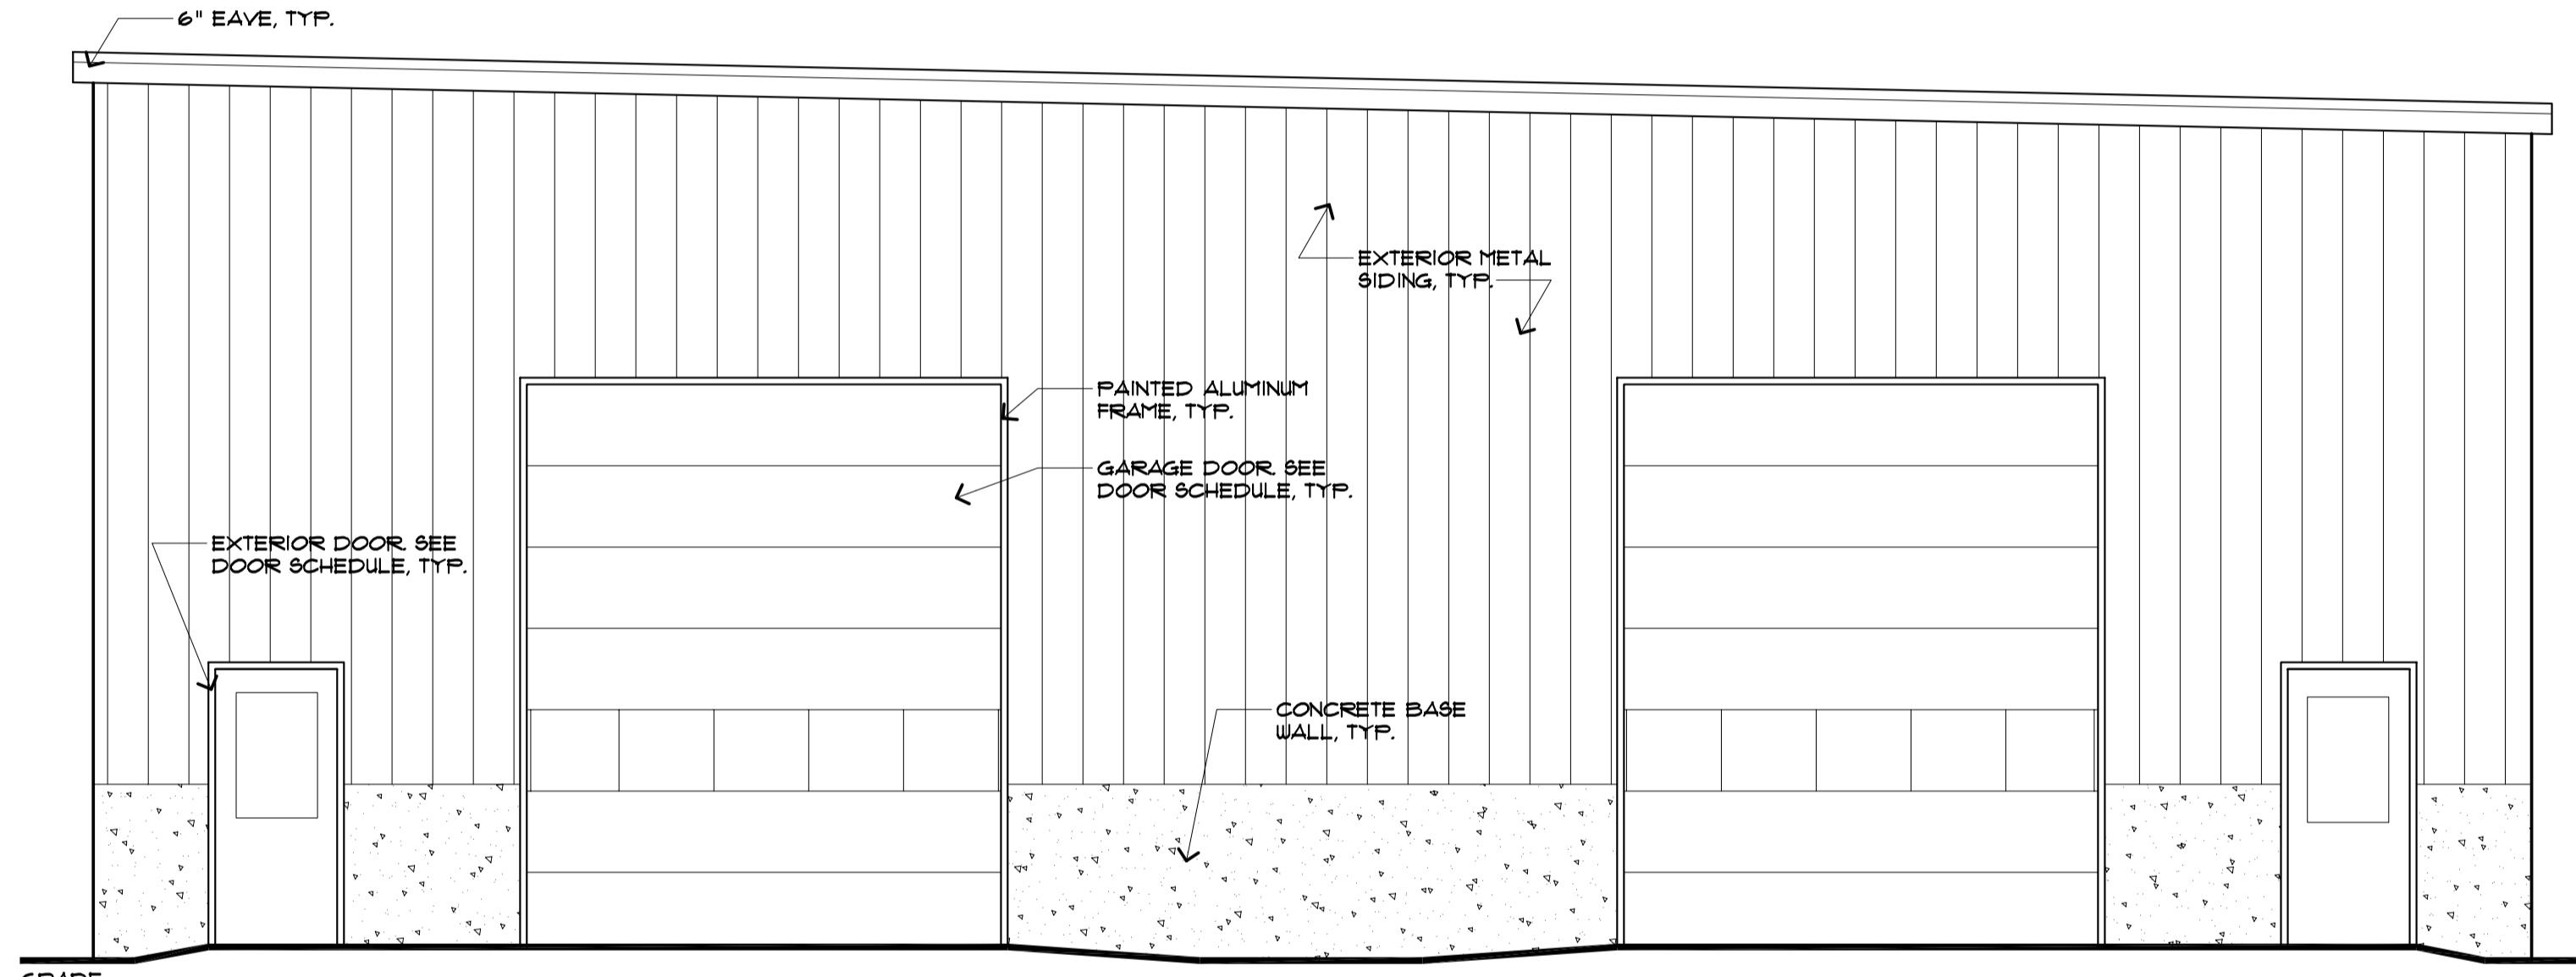 6" EAVE, TYP.
EXTERIOR METAL
SIDING, TYP.
PAINTED ALUMINUM
FRAME, TYP.
GARAGE DOOR. SEE
DOOR SCHEDULE, TYP.
EXTERIOR DOOR. SEE
DOOR SCHEDULE, TYP.
CONCRETE BASE
WALL, TYP.
GRADE